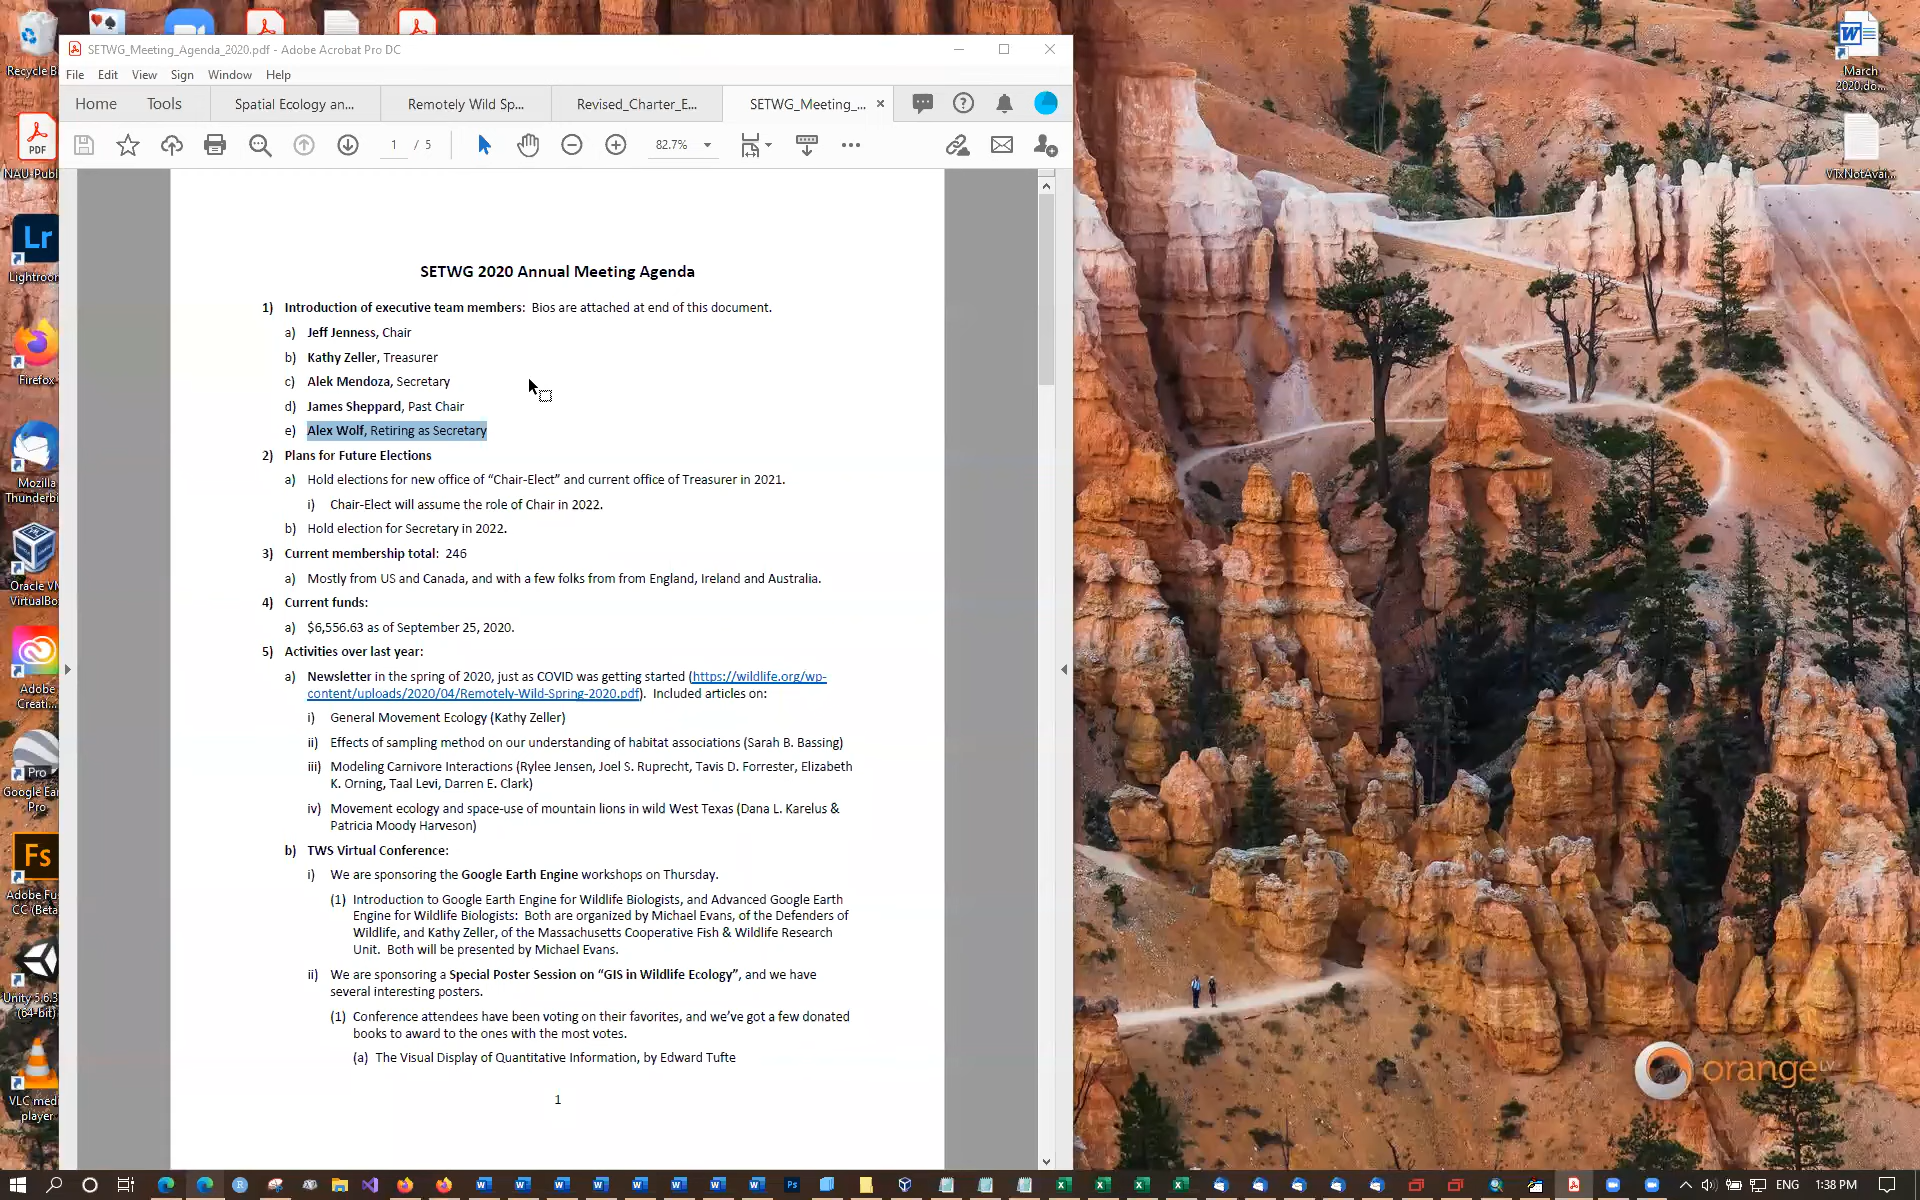 Recycle B
March
2020.do...
SETWG_Meeting_Agenda_2020.pdf - Adobe Acrobat Pro DC
File Edit View Sign Window Help
Home Tools Spatial Ecology an... Remotely Wild Sp... Revised_Charter_E... SETWG_Meeting_...
1 / 5 82.7%
PDF
NAU-Publ
VTxNotAvai...
Lr
Lightroom
Firefox
Mozilla
Thunderbi
Oracle VM
VirtualBox
Adobe
Creati...
Pro
Google Ear
Pro
Fs
Adobe Fu
CC (Beta
Unity 5.6.3
(64-bit)
VLC medi
player
SETWG 2020 Annual Meeting Agenda
1) Introduction of executive team members: Bios are attached at end of this document.
a) Jeff Jenness, Chair
b) Kathy Zeller, Treasurer
c) Alek Mendoza, Secretary
d) James Sheppard, Past Chair
e) Alex Wolf, Retiring as Secretary
2) Plans for Future Elections
a) Hold elections for new office of “Chair-Elect” and current office of Treasurer in 2021.
i) Chair-Elect will assume the role of Chair in 2022.
b) Hold election for Secretary in 2022.
3) Current membership total: 246
a) Mostly from US and Canada, and with a few folks from from England, Ireland and Australia.
4) Current funds:
a) $6,556.63 as of September 25, 2020.
5) Activities over last year:
a) Newsletter in the spring of 2020, just as COVID was getting started (https://wildlife.org/wp-
content/uploads/2020/04/Remotely-Wild-Spring-2020.pdf). Included articles on:
i) General Movement Ecology (Kathy Zeller)
ii) Effects of sampling method on our understanding of habitat associations (Sarah B. Bassing)
iii) Modeling Carnivore Interactions (Rylee Jensen, Joel S. Ruprecht, Tavis D. Forrester, Elizabeth
K. Orning, Taal Levi, Darren E. Clark)
iv) Movement ecology and space-use of mountain lions in wild West Texas (Dana L. Karelus &
Patricia Moody Harveson)
b) TWS Virtual Conference:
i) We are sponsoring the Google Earth Engine workshops on Thursday.
(1) Introduction to Google Earth Engine for Wildlife Biologists, and Advanced Google Earth
Engine for Wildlife Biologists: Both are organized by Michael Evans, of the Defenders of
Wildlife, and Kathy Zeller, of the Massachusetts Cooperative Fish & Wildlife Research
Unit. Both will be presented by Michael Evans.
ii) We are sponsoring a Special Poster Session on “GIS in Wildlife Ecology”, and we have
several interesting posters.
(1) Conference attendees have been voting on their favorites, and we’ve got a few donated
books to award to the ones with the most votes.
(a) The Visual Display of Quantitative Information, by Edward Tufte
1
orange LV
ENG 1:38 PM